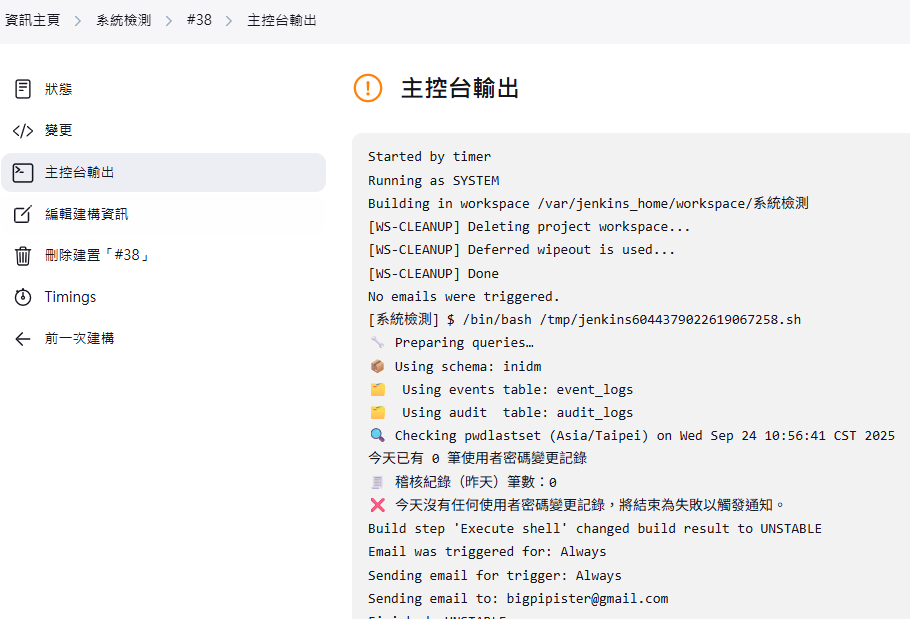 資訊主頁 > 系統檢測 > #38 > 主控台輸出
狀態
變更
主控台輸出
編輯建構資訊
刪除建置「#38」
Timings
前一次建構
主控台輸出
Started by timer
Running as SYSTEM
Building in workspace /var/jenkins_home/workspace/系統檢測
[WS-CLEANUP] Deleting project workspace...
[WS-CLEANUP] Deferred wipeout is used...
[WS-CLEANUP] Done
No emails were triggered.
[系統檢測] $ /bin/bash /tmp/jenkins6044379022619067258.sh
🔧 Preparing queries…
📦 Using schema: inidm
🗂️ Using events table: event_logs
🗂️ Using audit  table: audit_logs
🔍 Checking pwdlastset (Asia/Taipei) on Wed Sep 24 10:56:41 CST 2025
今天已有 0 筆使用者密碼變更記錄
🧾 稽核紀錄（昨天）筆數：0
❌ 今天沒有任何使用者密碼變更記錄，將結束為失敗以觸發通知。
Build step 'Execute shell' changed build result to UNSTABLE
Email was triggered for: Always
Sending email for trigger: Always
Sending email to: bigpipister@gmail.com
Finished: UNSTABLE